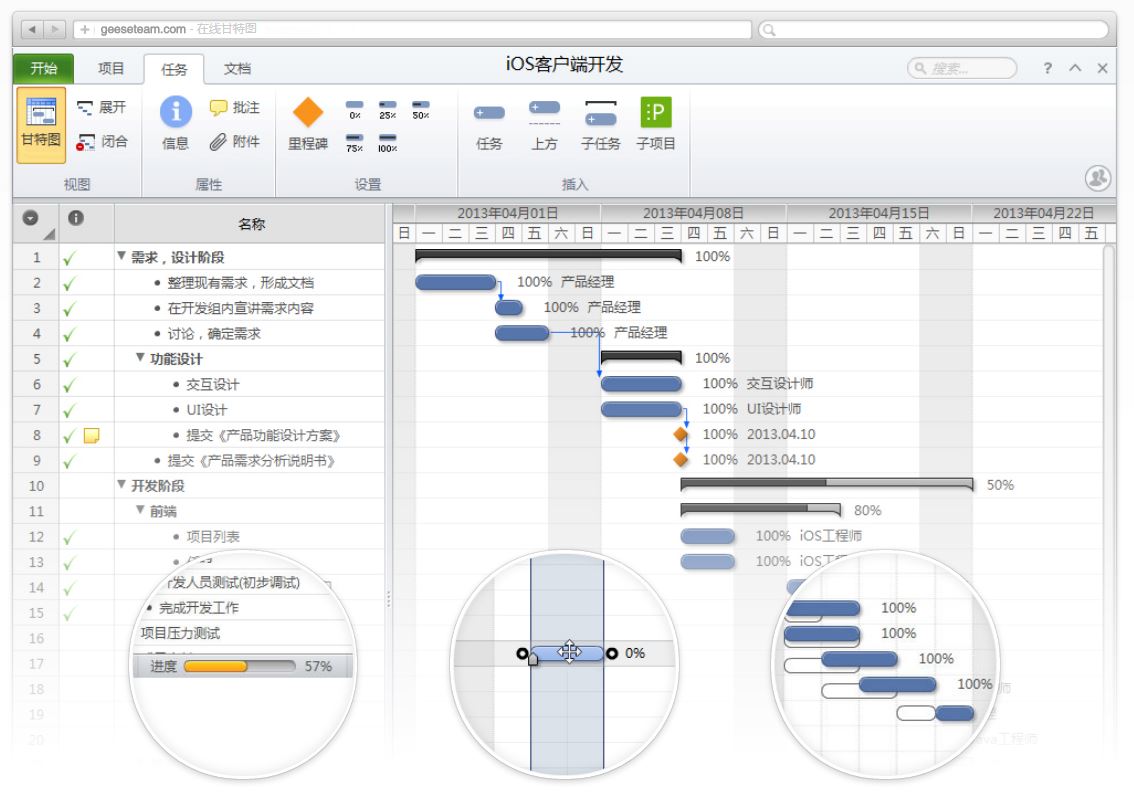 geeseteam.com - 在线甘特图
开始 项目 任务 文档 iOS客户端开发 搜索... ?
甘特图 展开 闭合 信息 批注 附件 里程碑 0% 25% 50% 75% 100% 任务 上方 子任务 :P 子项目
视图 属性 设置 插入
名称 2013年04月01日 2013年04月08日 2013年04月15日 2013年04月22日
日 一 二 三 四 五 六 日 一 二 三 四 五 六 日 一 二 三 四 五 六 日 一 二 三 四 五
1 需求，设计阶段 100%
2 整理现有需求，形成文档 100% 产品经理
3 在开发组内宣讲需求内容 100% 产品经理
4 讨论，确定需求 100% 产品经理
5 功能设计 100%
6 交互设计 100% 交互设计师
7 UI设计 100% UI设计师
8 提交《产品功能设计方案》 100% 2013.04.10
9 提交《产品需求分析说明书》 100% 2013.04.10
10 开发阶段 50%
11 前端 80%
12 项目列表 100% iOS工程师
13 100% iOS工
14 开发人员测试(初步调试)
15 完成开发工作 100%
16 项目压力测试 100%
17 进度 57% 0% 100%
18 100% 师
19
20 Java工程师